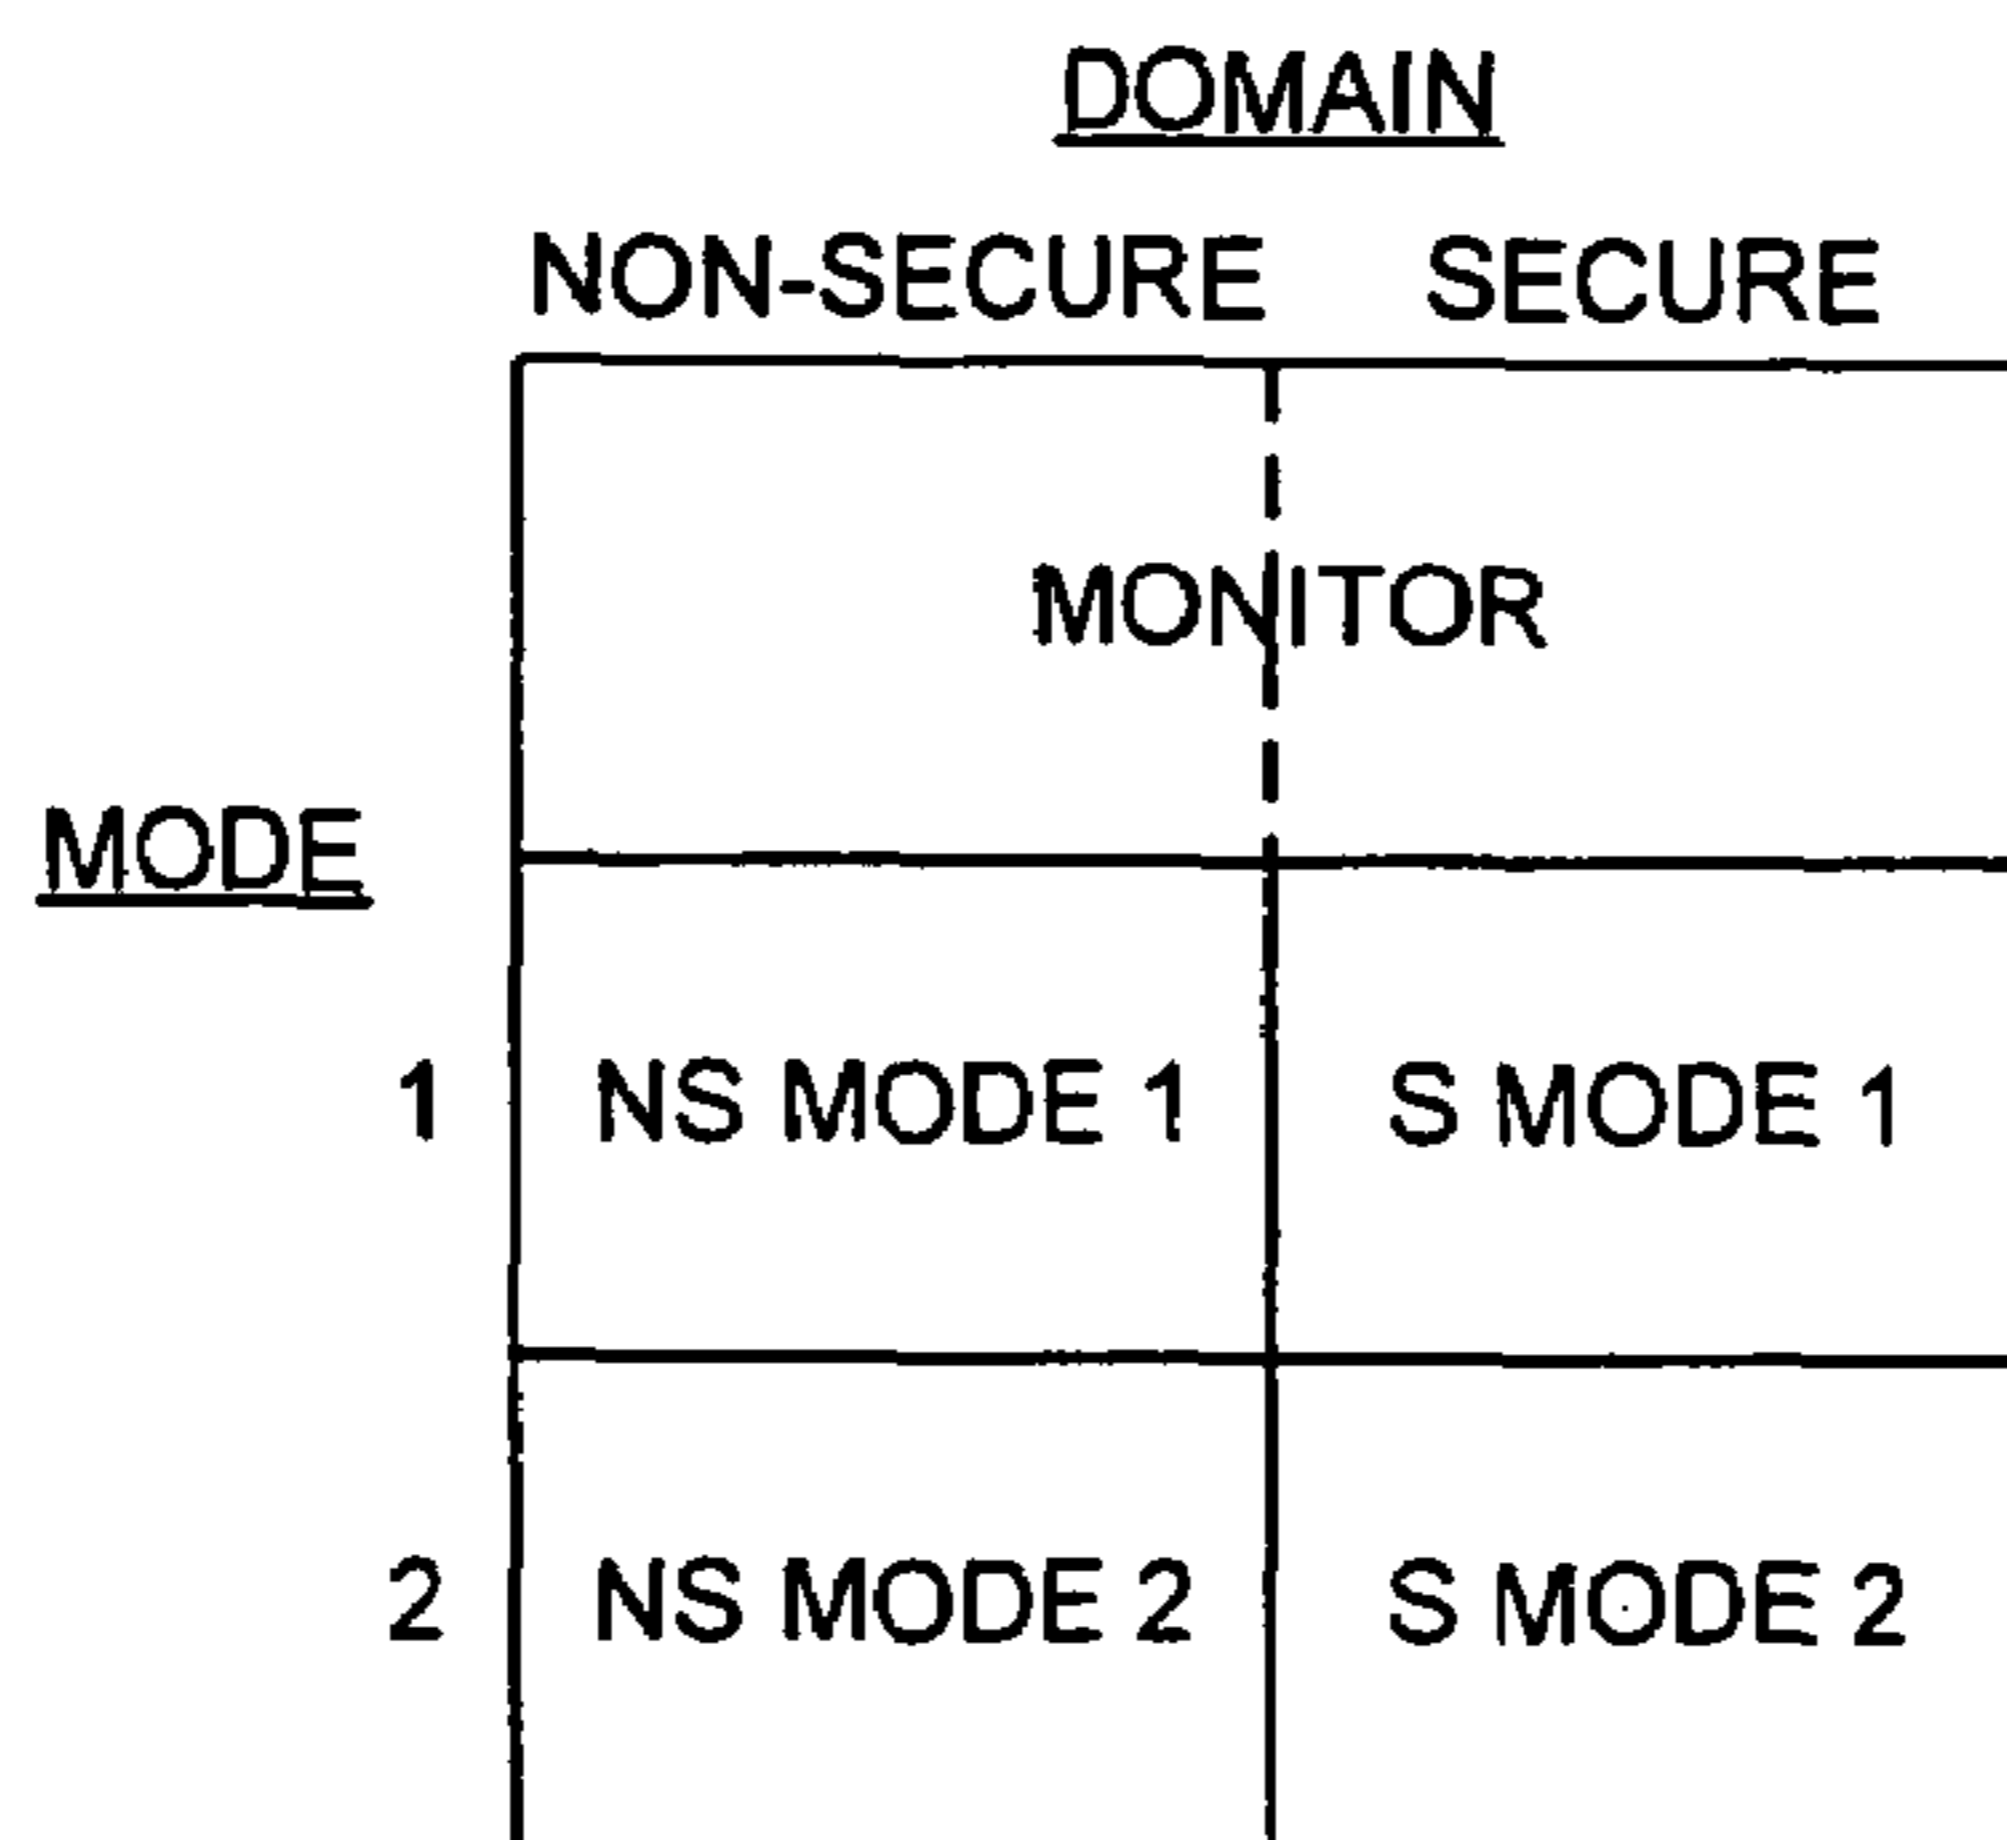 DOMAIN
NON-SECURE SECURE
MONITOR
MODE
1 NS MODE 1 S MODE 1
2 NS MODE 2 S MODE 2